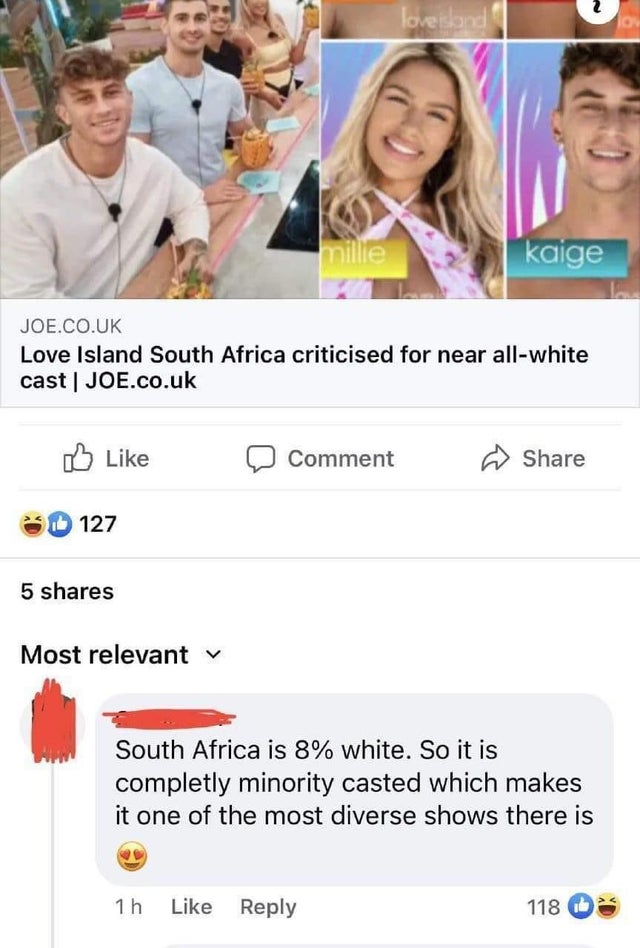 loveisland
millie
kaige
JOE.CO.UK
Love Island South Africa criticised for near all-white
cast | JOE.co.uk
Like Comment Share
127
5 shares
Most relevant
South Africa is 8% white. So it is
completly minority casted which makes
it one of the most diverse shows there is
1 h Like Reply 118